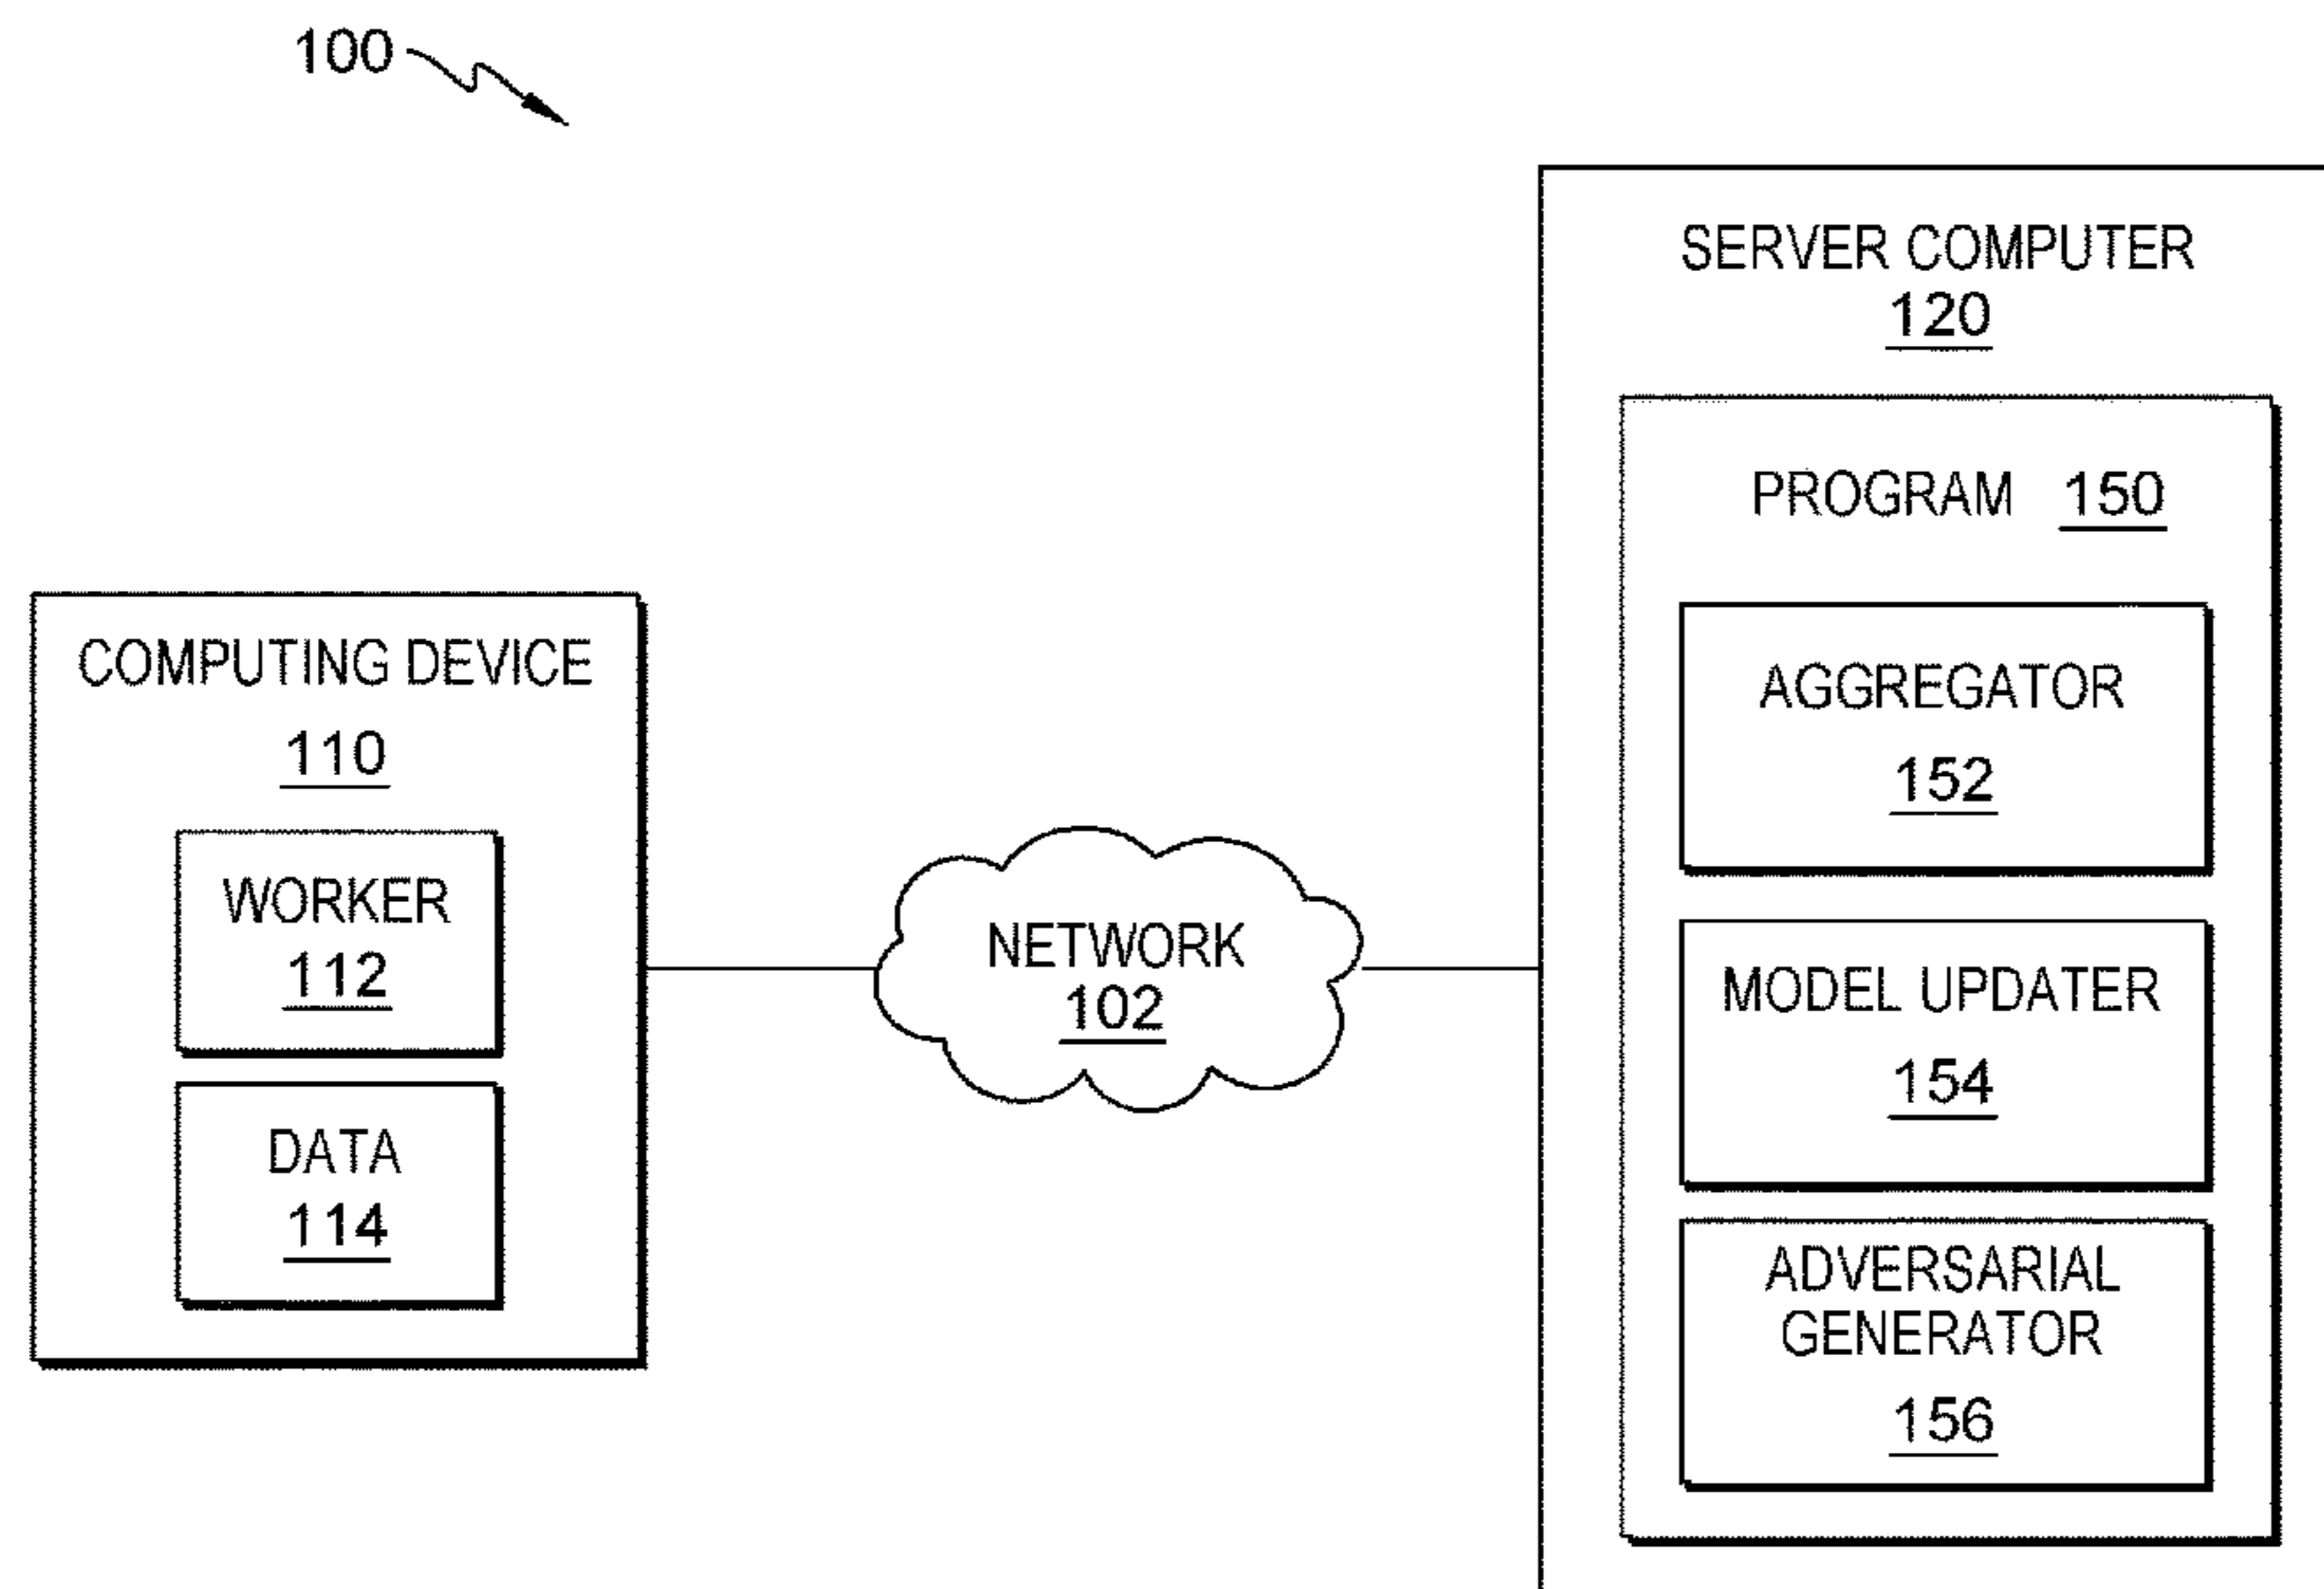 100
SERVER COMPUTER
120
PROGRAM 150
AGGREGATOR
152
MODEL UPDATER
154
ADVERSARIAL
GENERATOR
156
COMPUTING DEVICE
110
WORKER
112
DATA
114
NETWORK
102